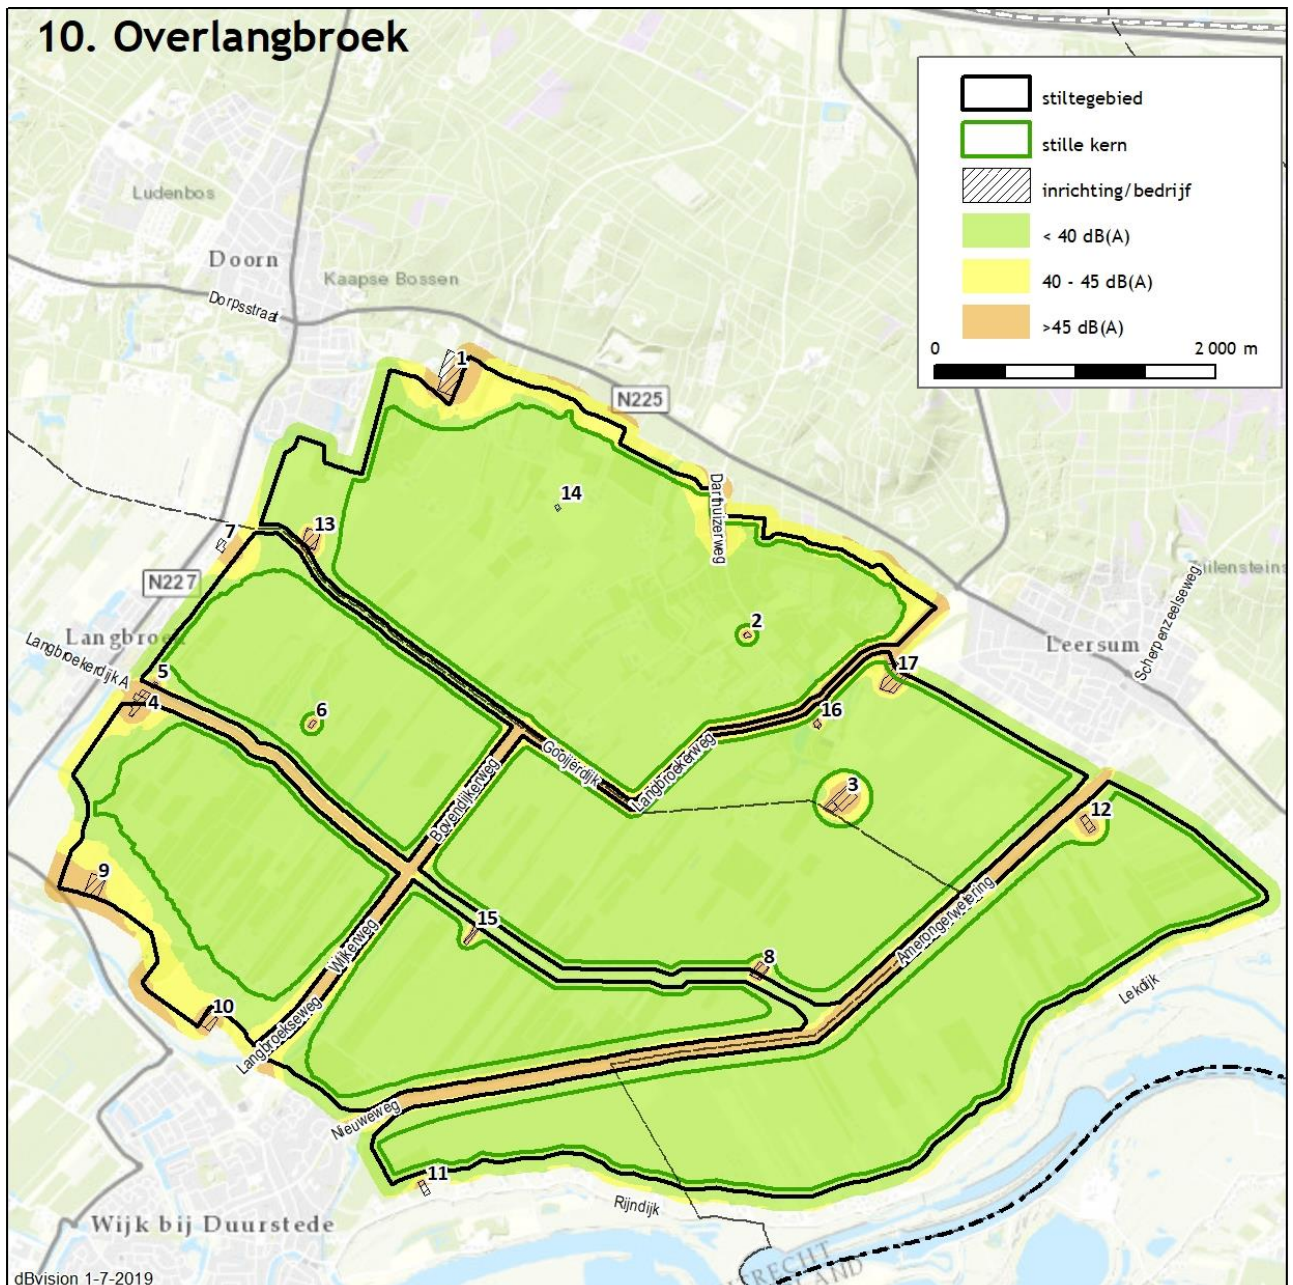 10. Overlangbroek
stiltegebied
stille kern
inrichting/bedrijf
< 40 dB(A)
40 - 45 dB(A)
>45 dB(A)
0 2 000 m
Ludenbos
Doorn
Kaapse Bossen
Dorpsstraat
1
N225
14
Darthuizerweg
13
7
N227
Langbroek
Langbroekerdijk A
5
4
6
2
17
Leersum
Scherpenzeelseweg
16
Gooijerdijk
Langbroekerweg
Bovendijkerweg
3
12
9
15
Wijkerweg
Amerongerwetering
8
10
Langbroekseweg
Lekdijk
Nieuweweg
11
Rijndijk
Wijk bij Duurstede
UTRECHT
dBvision 1-7-2019